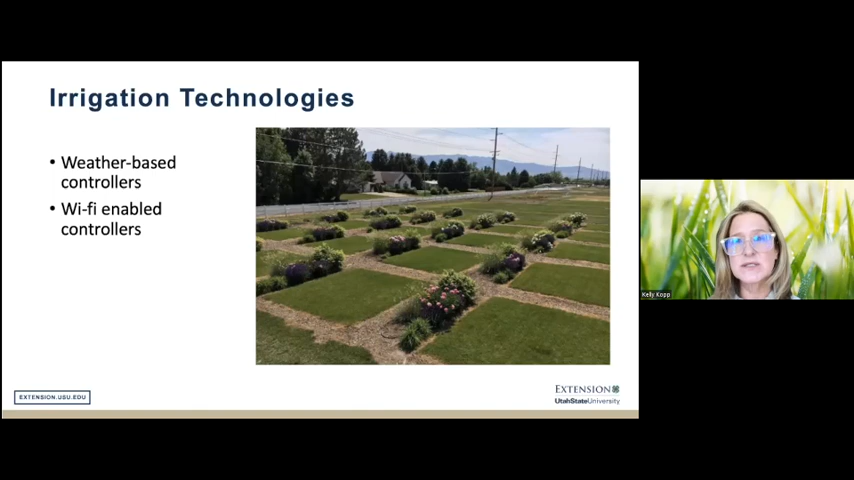 Irrigation Technologies
• Weather-based
controllers
• Wi-fi enabled
controllers
Kelly Kopp
EXTENSION.USU.EDU
EXTENSION
UtahStateUniversity